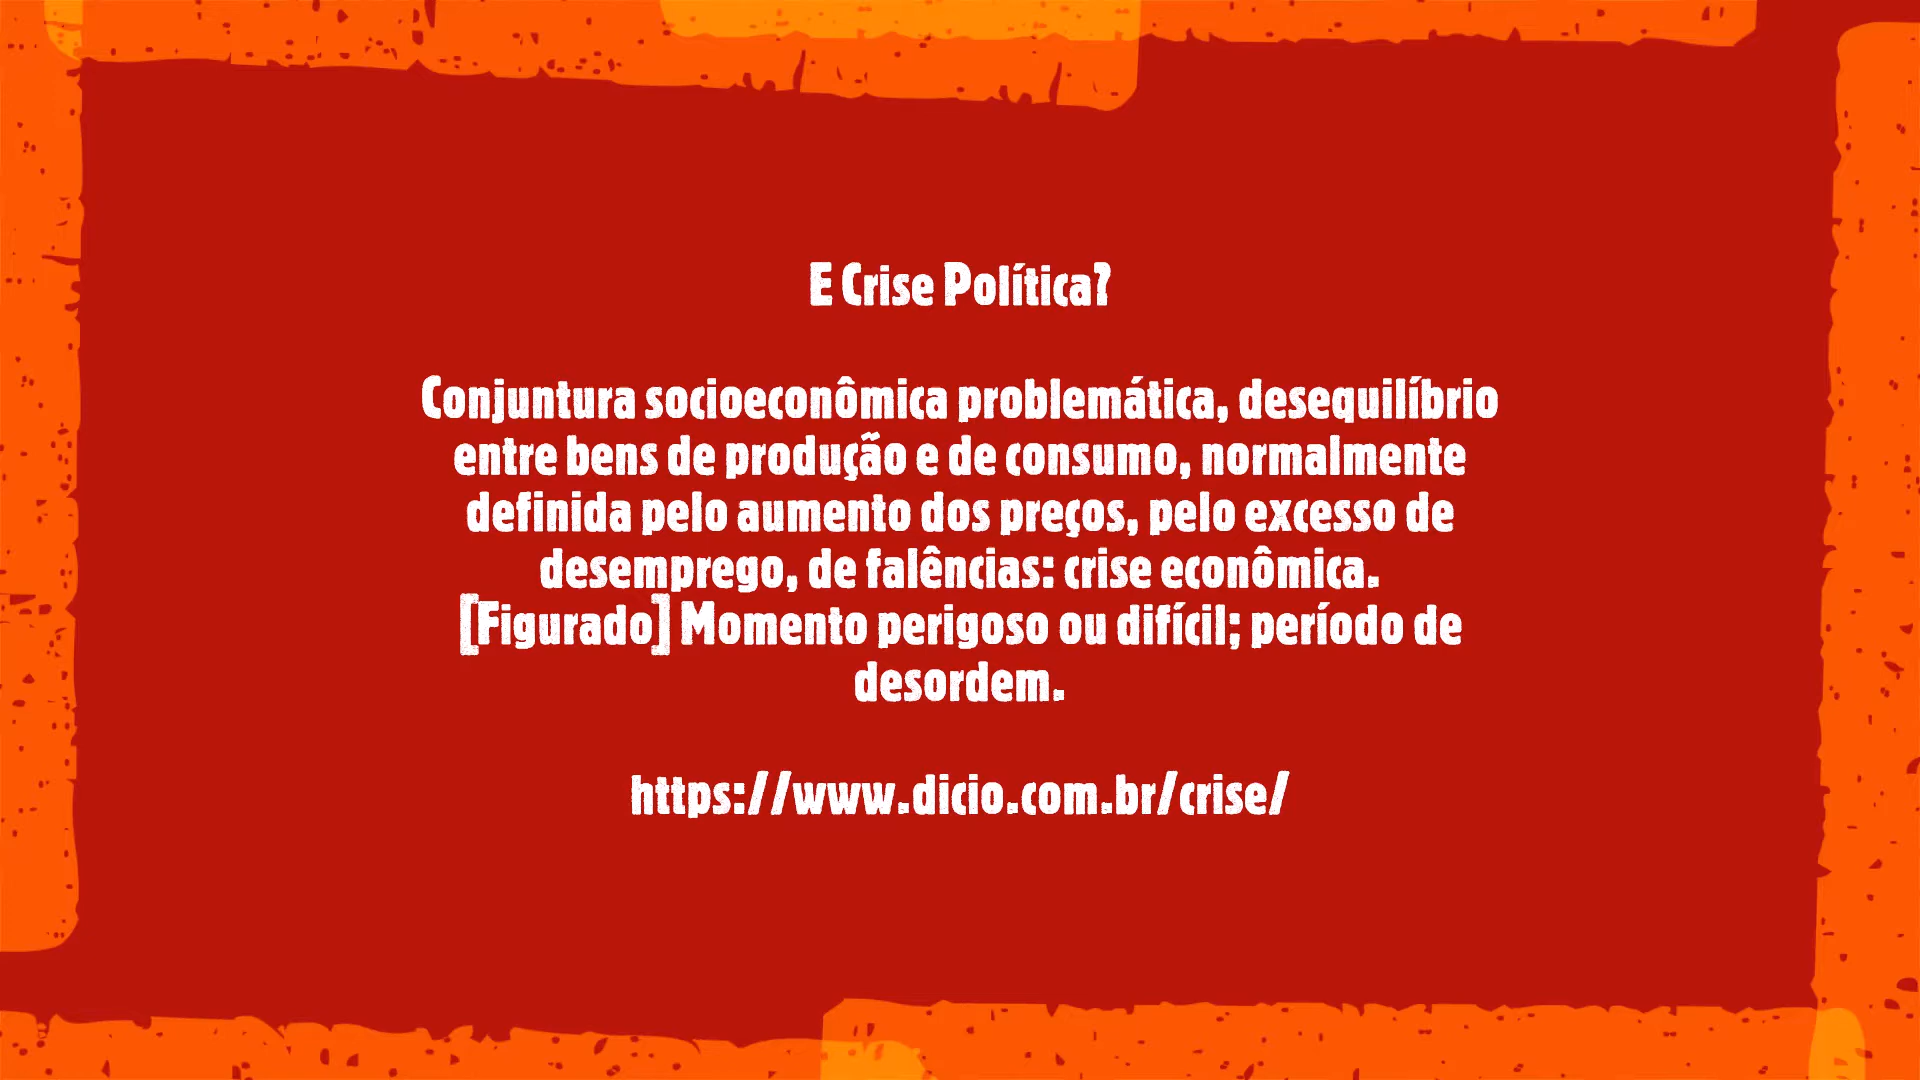 E Crise Política?
Conjuntura socioeconômica problemática, desequilíbrio
entre bens de produção e de consumo, normalmente
definida pelo aumento dos preços, pelo excesso de
desemprego, de falências: crise econômica.
[Figurado] Momento perigoso ou difícil; período de
desordem.
https://www.dicio.com.br/crise/